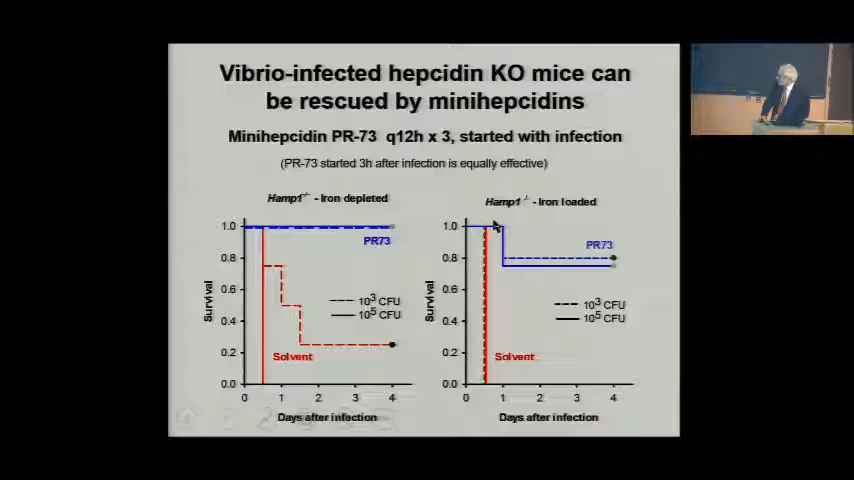 Vibrio-infected hepcidin KO mice can
be rescued by minihepcidins
Minihepcidin PR-73 q12h x 3, started with infection
(PR-73 started 3h after infection is equally effective)
Hamp1-/- - Iron depleted
1.0
0.8
0.6
0.4
0.2
0.0
Survival
PR73
10³ CFU
10⁵ CFU
Solvent
0 1 2 3 4
Days after infection
Hamp1-/- - Iron loaded
1.0
0.8
0.6
0.4
0.2
0.0
Survival
PR73
10³ CFU
10⁵ CFU
Solvent
0 1 2 3 4
Days after infection